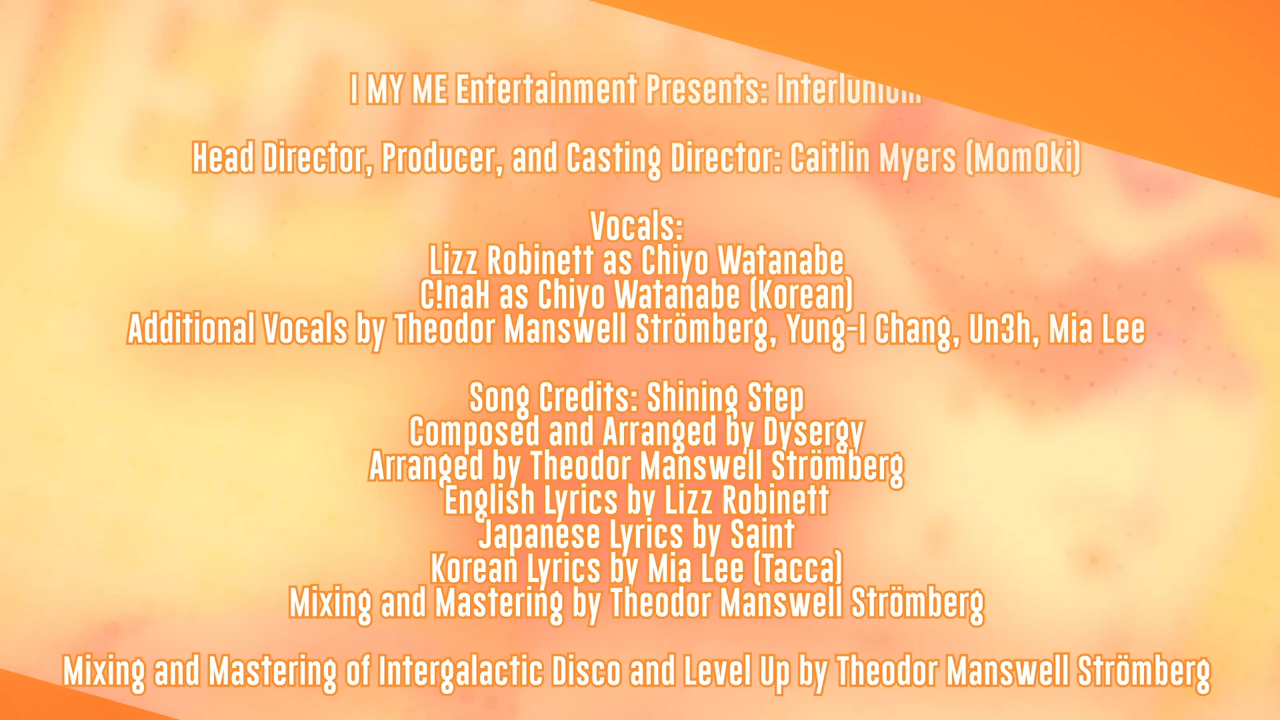 I MY ME Entertainment Presents: Interlunium
Head Director, Producer, and Casting Director: Caitlin Myers (MomOki)
Vocals:
Lizz Robinett as Chiyo Watanabe
C!naH as Chiyo Watanabe (Korean)
Additional Vocals by Theodor Manswell Strömberg, Yung-I Chang, Un3h, Mia Lee
Song Credits: Shining Step
Composed and Arranged by Dysergy
Arranged by Theodor Manswell Strömberg
English Lyrics by Lizz Robinett
Japanese Lyrics by Saint
Korean Lyrics by Mia Lee (Tacca)
Mixing and Mastering by Theodor Manswell Strömberg
Mixing and Mastering of Intergalactic Disco and Level Up by Theodor Manswell Strömberg